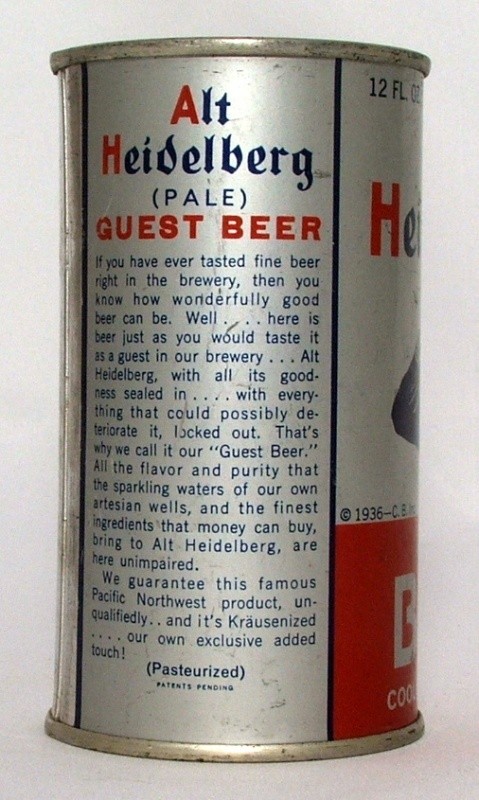 Alt
Heidelberg
(PALE)
GUEST BEER
If you have ever tasted fine beer
right in the brewery, then you
know how wonderfully good
beer can be. Well . . . . here is
beer just as you would taste it
as a guest in our brewery . . . Alt
Heidelberg, with all its good-
ness sealed in . . . . with every-
thing that could possibly de-
teriorate it, locked out. That's
why we call it our "Guest Beer."
All the flavor and purity that
the sparkling waters of our own
artesian wells, and the finest
ingredients that money can buy,
bring to Alt Heidelberg, are
here unimpaired.
We guarantee this famous
Pacific Northwest product, un-
qualifiedly . . and it's Kräusenized
. . . . our own exclusive added
touch!
(Pasteurized)
PATENTS PENDING
12 FL. OZ
Hei
© 1936—C. B. In
B
COO